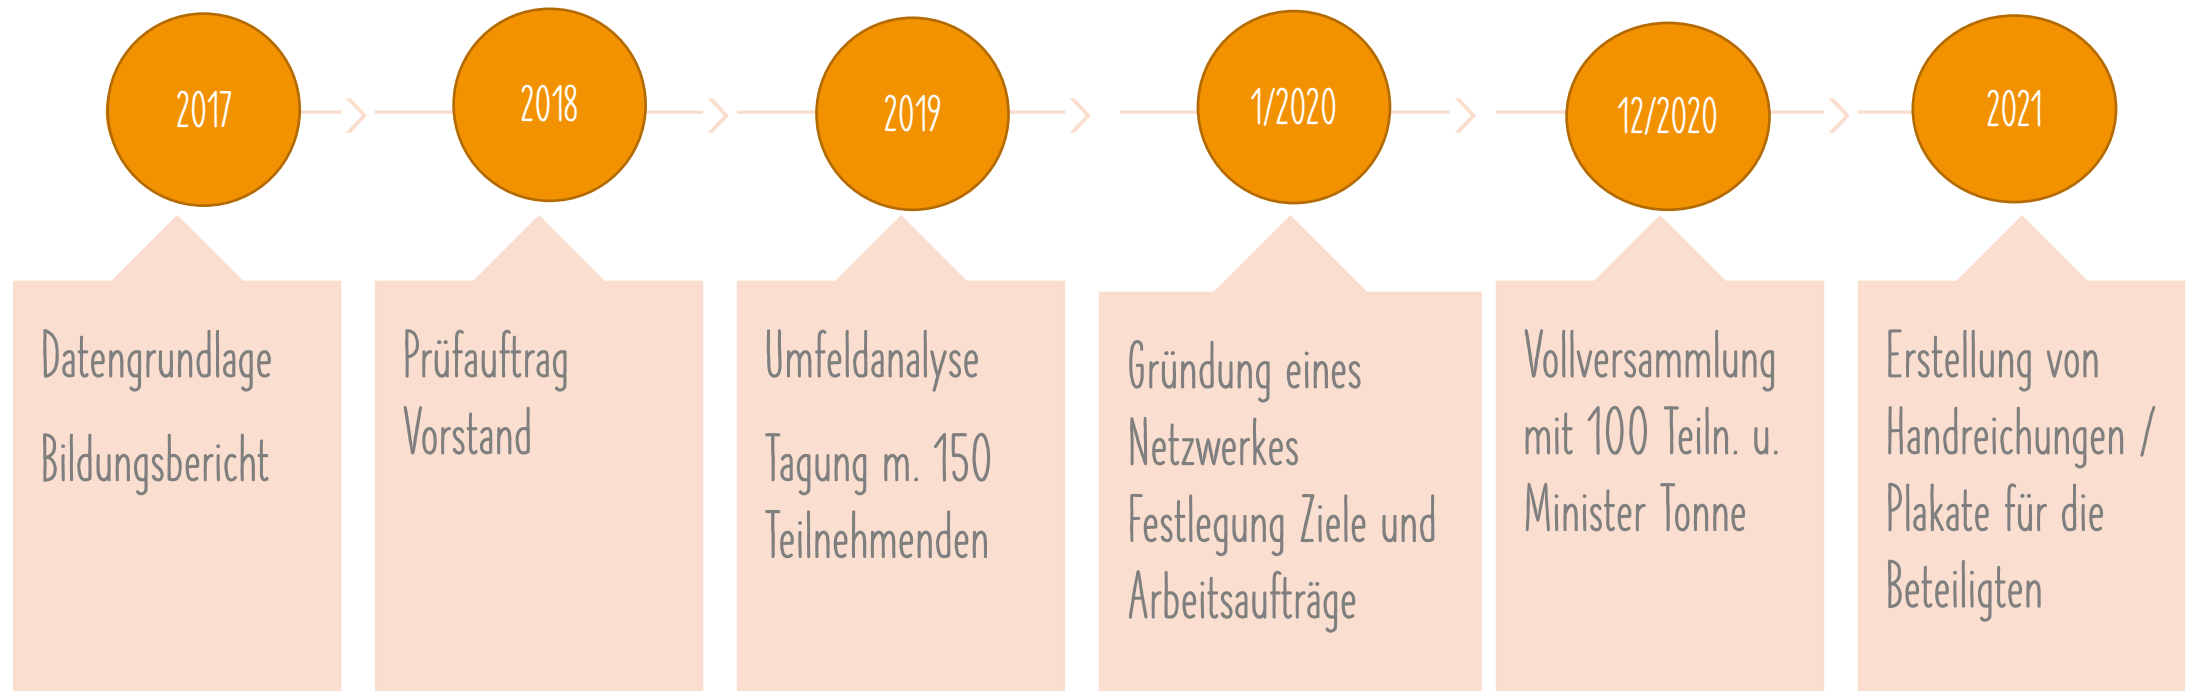 2017
2018
2019
1/2020
12/2020
2021
Datengrundlage
Bildungsbericht
Prüfauftrag
Vorstand
Umfeldanalyse
Tagung m. 150
Teilnehmenden
Gründung eines
Netzwerkes
Festlegung Ziele und
Arbeitsaufträge
Vollversammlung
mit 100 Teiln. u.
Minister Tonne
Erstellung von
Handreichungen /
Plakate für die
Beteiligten